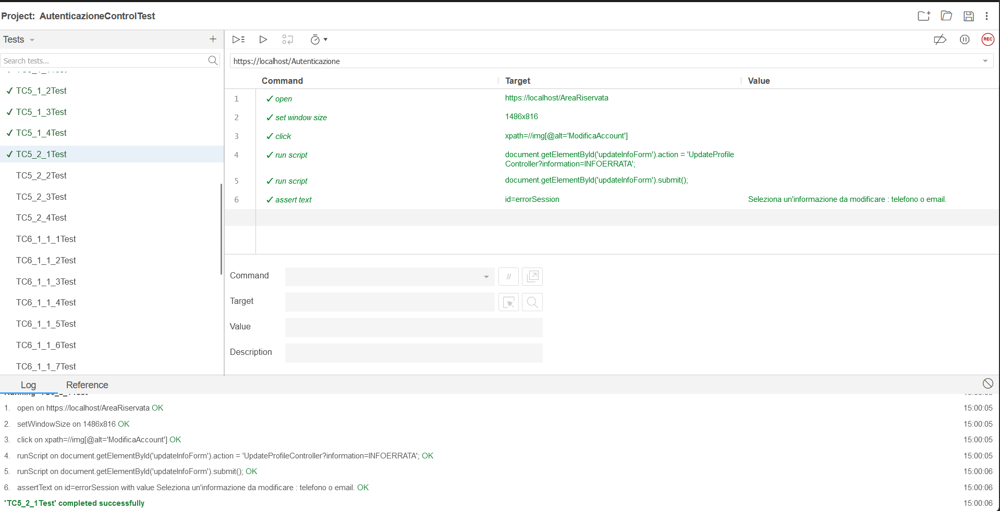 Project: AutenticazioneControlTest
Tests
Search tests...
✓ TC5_1_2Test
✓ TC5_1_3Test
✓ TC5_1_4Test
✓ TC5_2_1Test
TC5_2_2Test
TC5_2_3Test
TC5_2_4Test
TC6_1_1_1Test
TC6_1_1_2Test
TC6_1_1_3Test
TC6_1_1_4Test
TC6_1_1_5Test
TC6_1_1_6Test
TC6_1_1_7Test
REC
https://localhost/Autenticazione
Command Target Value
1 ✓ open https://localhost/AreaRiservata
2 ✓ set window size 1486x816
3 ✓ click xpath=//img[@alt='ModificaAccount']
4 ✓ run script document.getElementById('updateInfoForm').action = 'UpdateProfile
Controller?information=INFOERRATA';
5 ✓ run script document.getElementById('updateInfoForm').submit();
6 ✓ assert text id=errorSession Seleziona un'informazione da modificare : telefono o email.
Command //
Target
Value
Description
Log Reference
1. open on https://localhost/AreaRiservata OK 15:00:05
2. setWindowSize on 1486x816 OK 15:00:05
3. click on xpath=//img[@alt='ModificaAccount'] OK 15:00:05
4. runScript on document.getElementById('updateInfoForm').action = 'UpdateProfileController?information=INFOERRATA'; OK 15:00:05
5. runScript on document.getElementById('updateInfoForm').submit(); OK 15:00:06
6. assertText on id=errorSession with value Seleziona un'informazione da modificare : telefono o email. OK 15:00:06
'TC5_2_1Test' completed successfully 15:00:06